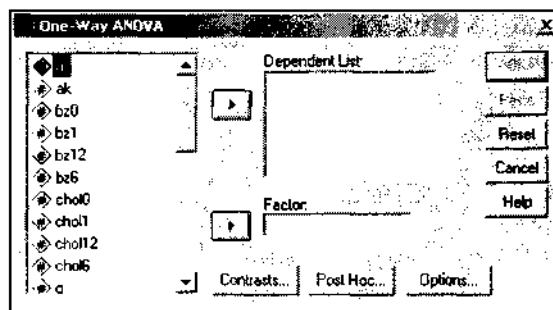 One-Way ANOVA
ak
bz0
bz1
bz12
bz6
chol0
chol1
chol12
chol6
g
Dependent List:
Factor:
Paste
Reset
Cancel
Help
Contrasts...
Post Hoc...
Options...